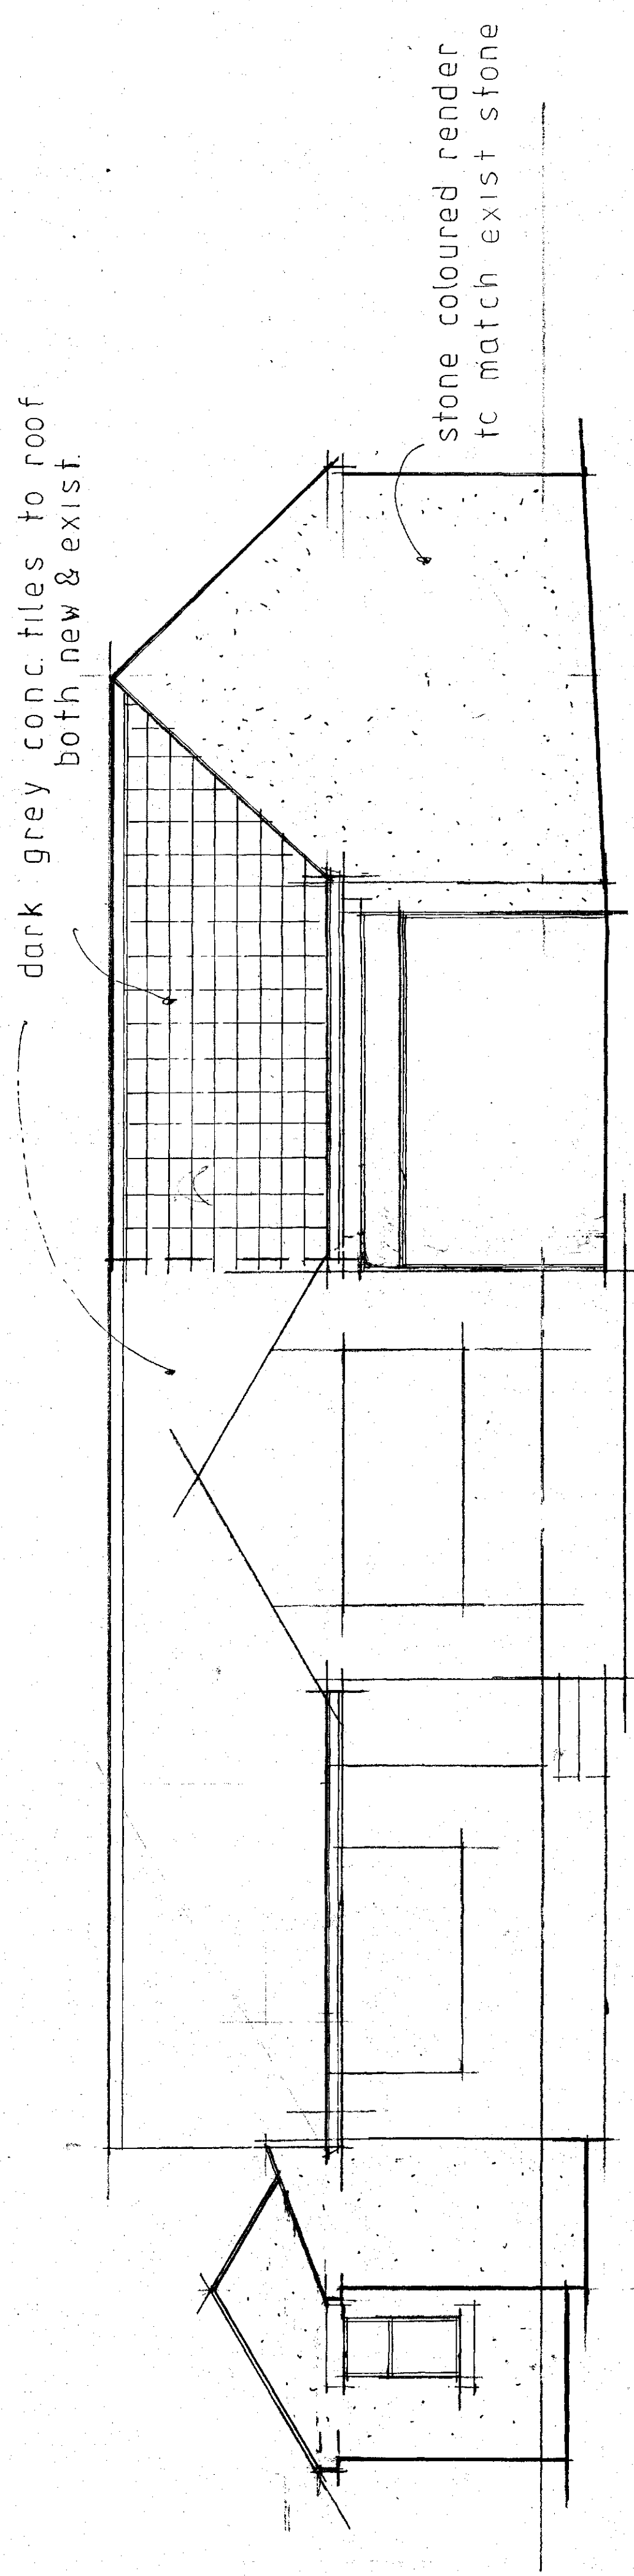 dark grey conc. tiles to roof
both new & exist.
stone coloured render
to match exist stone